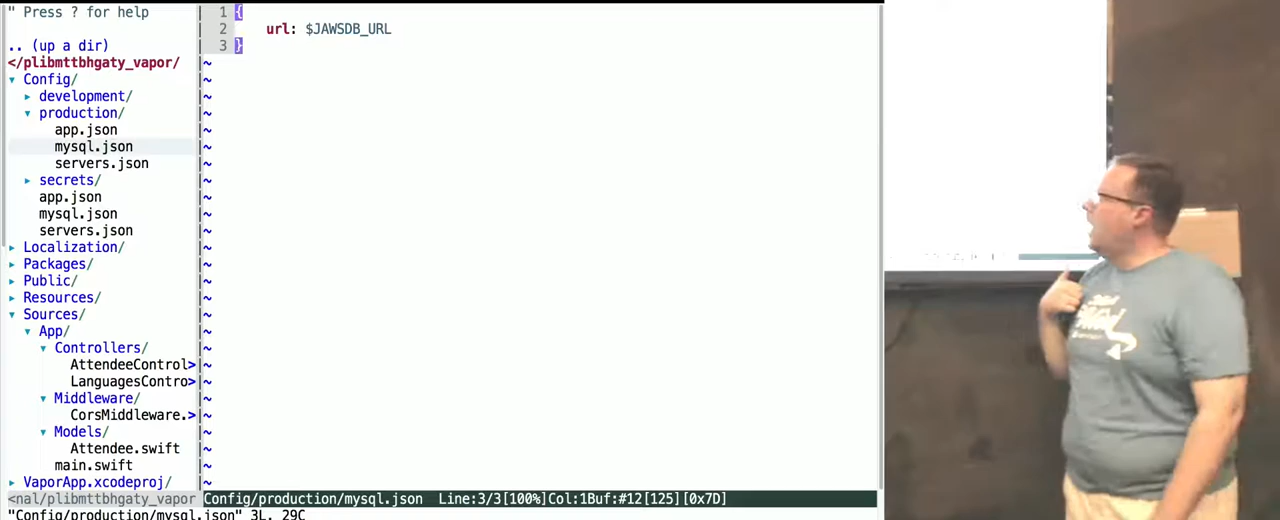 " Press ? for help
.. (up a dir)
</plibmttbhgaty_vapor/
▾ Config/
▸ development/
▾ production/
app.json
mysql.json
servers.json
▸ secrets/
app.json
mysql.json
servers.json
▸ Localization/
▸ Packages/
▸ Public/
▸ Resources/
▾ Sources/
▾ App/
▾ Controllers/
AttendeeControl>
LanguagesContro>
▾ Middleware/
CorsMiddleware.>
▾ Models/
Attendee.swift
main.swift
▸ VaporApp.xcodeproj/
<nal/plibmttbhgaty_vapor
1 {
2 url: $JAWSDB_URL
3 }
Config/production/mysql.json Line:3/3[100%]Col:1Buf:#12[125][0x7D]
"Config/production/mysql.json" 3L, 29C